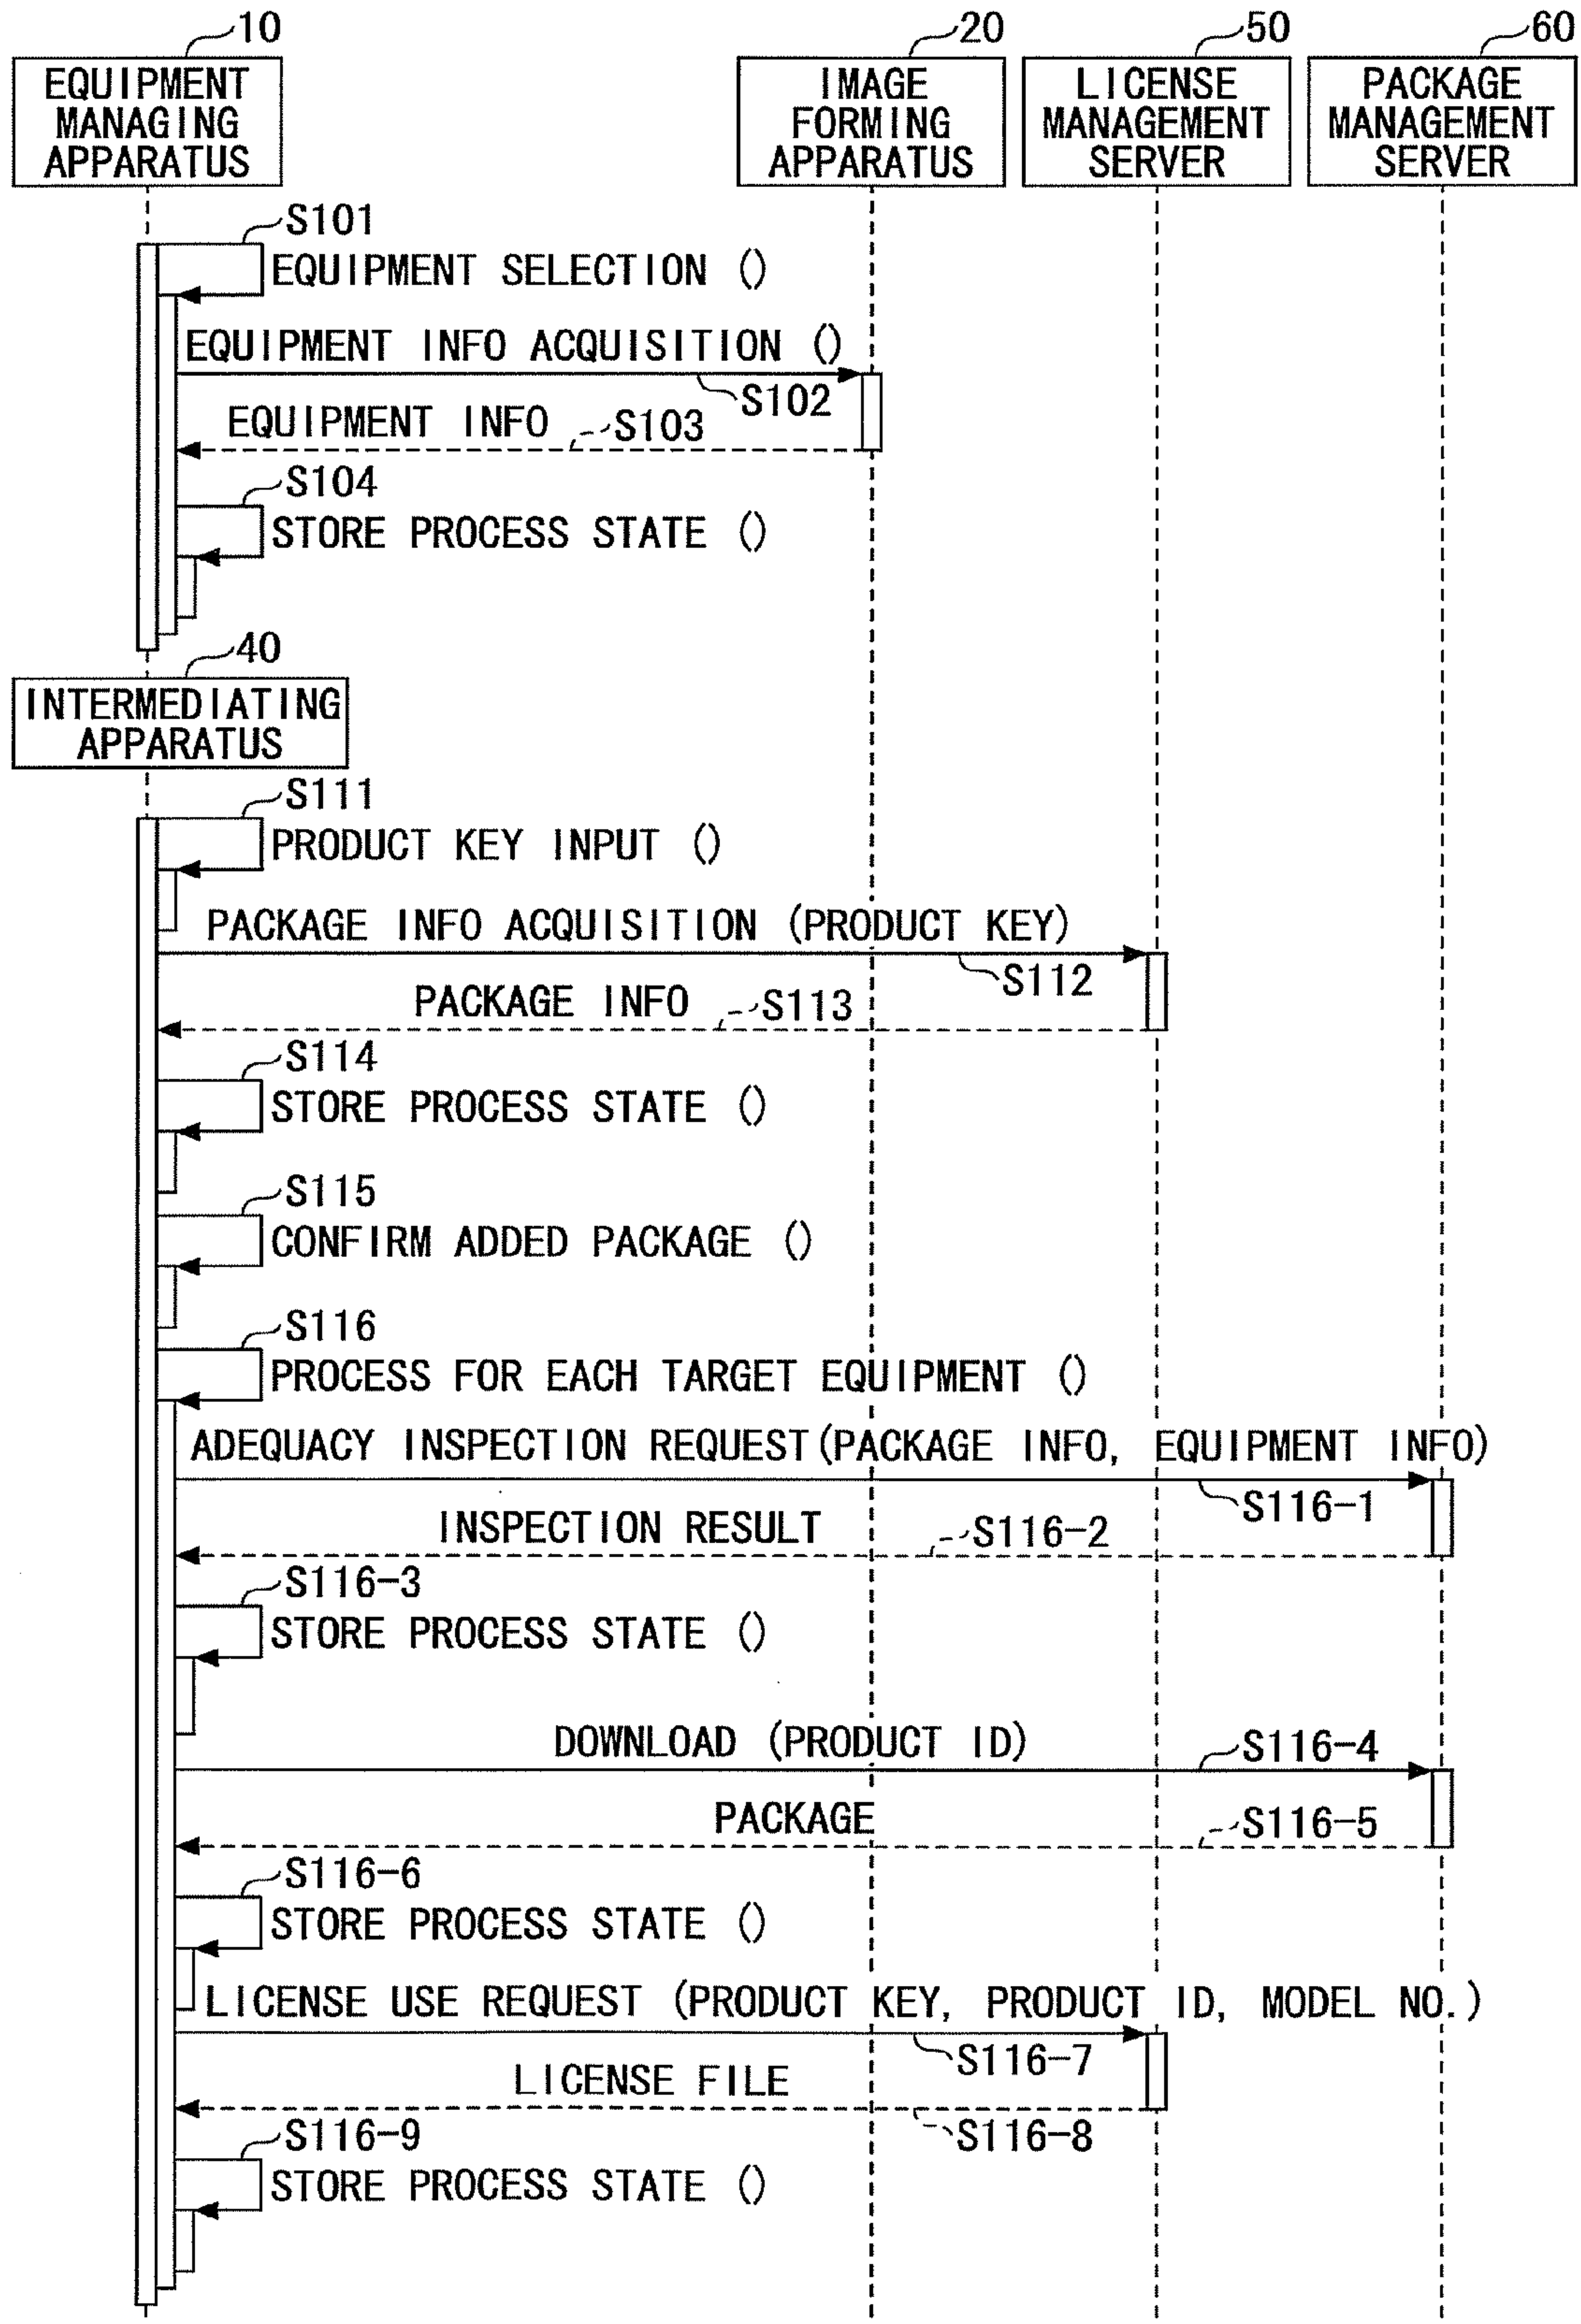 10
20
50
60
EQUIPMENT
MANAGING
APPARATUS
IMAGE
FORMING
APPARATUS
LICENSE
MANAGEMENT
SERVER
PACKAGE
MANAGEMENT
SERVER
S101
EQUIPMENT SELECTION ()
EQUIPMENT INFO ACQUISITION ()
S102
EQUIPMENT INFO
S103
S104
STORE PROCESS STATE ()
40
INTERMEDIATING
APPARATUS
S111
PRODUCT KEY INPUT ()
PACKAGE INFO ACQUISITION (PRODUCT KEY)
S112
PACKAGE INFO
S113
S114
STORE PROCESS STATE ()
S115
CONFIRM ADDED PACKAGE ()
S116
PROCESS FOR EACH TARGET EQUIPMENT ()
ADEQUACY INSPECTION REQUEST(PACKAGE INFO, EQUIPMENT INFO)
S116-1
INSPECTION RESULT
S116-2
S116-3
STORE PROCESS STATE ()
DOWNLOAD (PRODUCT ID)
S116-4
PACKAGE
S116-5
S116-6
STORE PROCESS STATE ()
LICENSE USE REQUEST (PRODUCT KEY, PRODUCT ID, MODEL NO.)
S116-7
LICENSE FILE
S116-8
S116-9
STORE PROCESS STATE ()